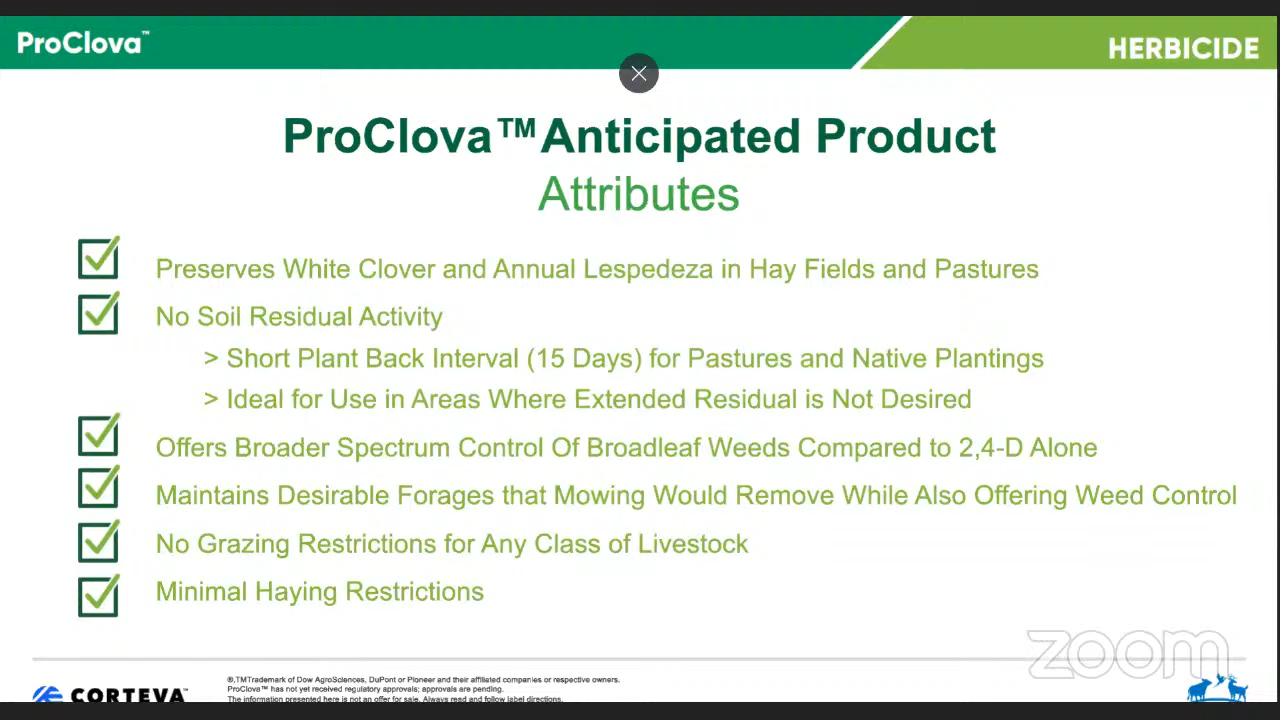 ProClova™
HERBICIDE
ProClova™Anticipated Product
Attributes
Preserves White Clover and Annual Lespedeza in Hay Fields and Pastures
No Soil Residual Activity
> Short Plant Back Interval (15 Days) for Pastures and Native Plantings
> Ideal for Use in Areas Where Extended Residual is Not Desired
Offers Broader Spectrum Control Of Broadleaf Weeds Compared to 2,4-D Alone
Maintains Desirable Forages that Mowing Would Remove While Also Offering Weed Control
No Grazing Restrictions for Any Class of Livestock
Minimal Haying Restrictions
zoom
CORTEVA™
®,TMTrademark of Dow AgroSciences, DuPont or Pioneer and their affiliated companies or respective owners.
ProClova™ has not yet received regulatory approvals; approvals are pending.
The information presented here is not an offer for sale. Always read and follow label directions.